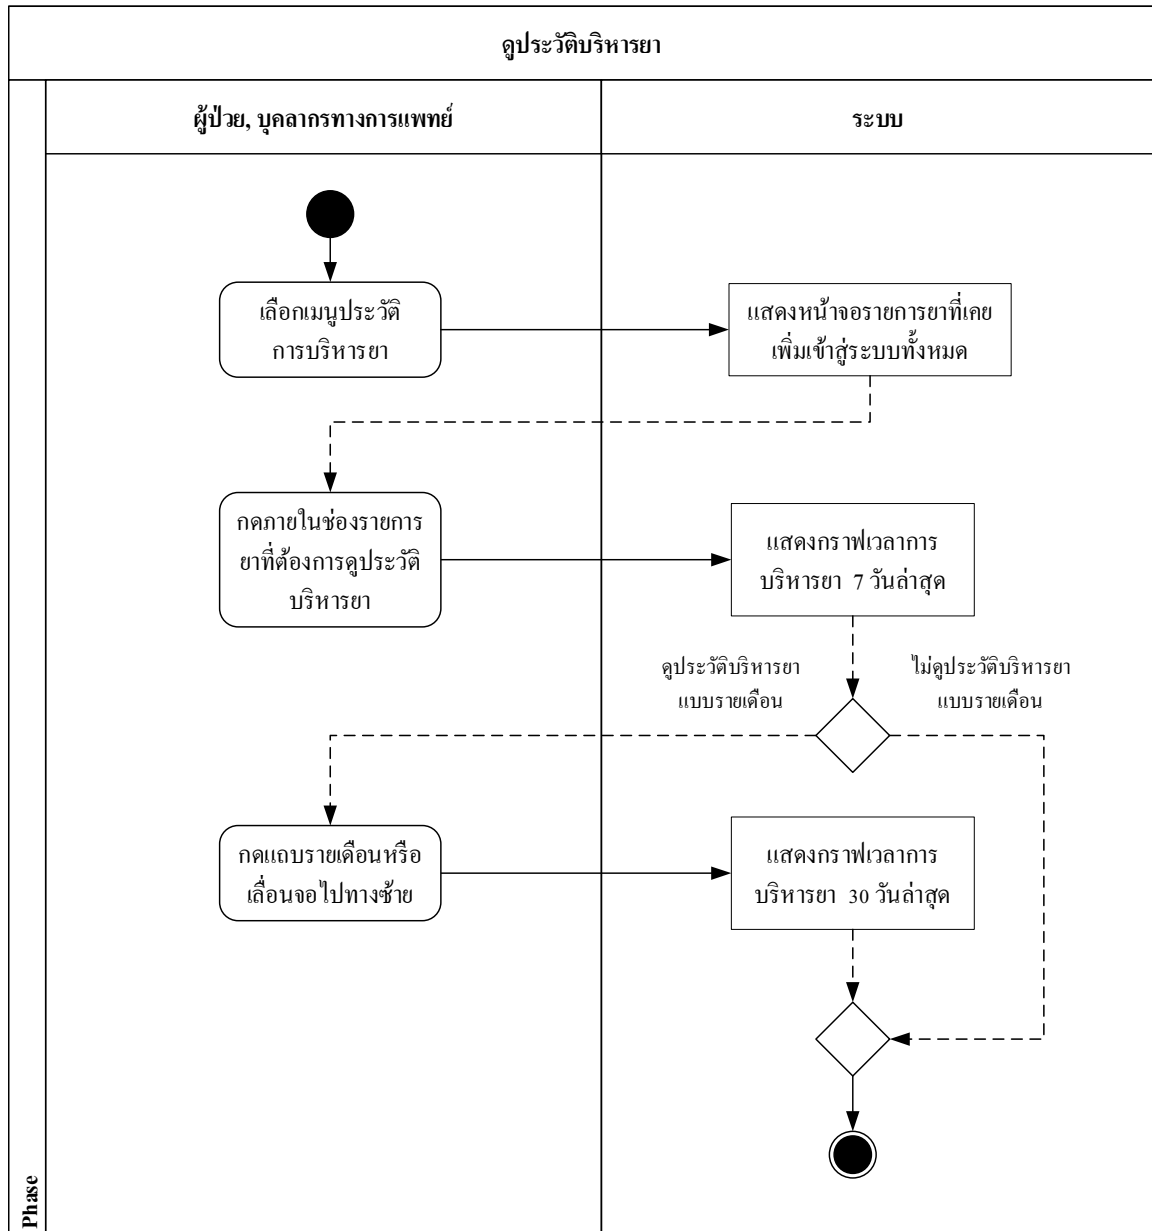 ดูประวัติบริหารยา
ผู้ป่วย, บุคลากรทางการแพทย์
ระบบ
เลือกเมนูประวัติ
การบริหารยา
แสดงหน้าจอรายการยาที่เคย
เพิ่มเข้าสู่ระบบทั้งหมด
กดภายในช่องรายการ
ยาที่ต้องการดูประวัติ
บริหารยา
แสดงกราฟเวลาการ
บริหารยา 7 วันล่าสุด
ดูประวัติบริหารยา
แบบรายเดือน
ไม่ดูประวัติบริหารยา
แบบรายเดือน
กดแถบรายเดือนหรือ
เลื่อนจอไปทางซ้าย
แสดงกราฟเวลาการ
บริหารยา 30 วันล่าสุด
Phase